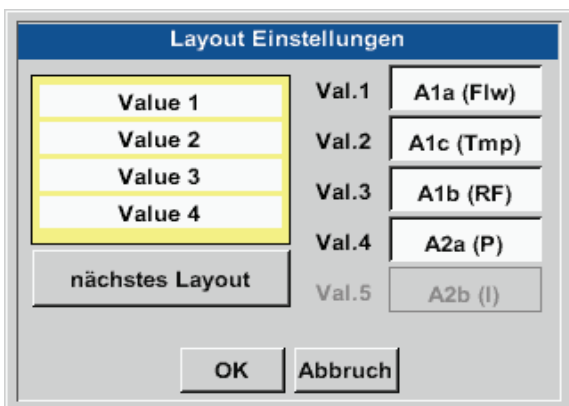 Layout Einstellungen
Value 1
Value 2
Value 3
Value 4
nächstes Layout
Val.1 A1a (Flw)
Val.2 A1c (Tmp)
Val.3 A1b (RF)
Val.4 A2a (P)
Val.5 A2b (I)
OK Abbruch